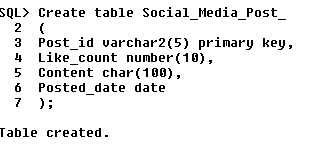 SQL> Create table Social_Media_Post_
2 (
3 Post_id varchar2(5) primary key,
4 Like_count number(10),
5 Content char(100),
6 Posted_date date
7 );
Table created.